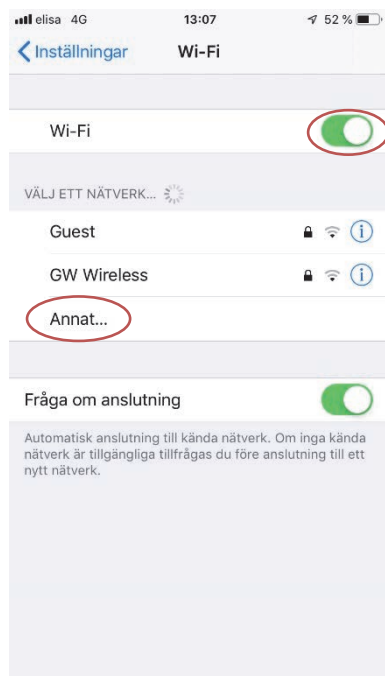 elisa 4G 13:07 52 %
Inställningar Wi-Fi
Wi-Fi
VÄLJ ETT NÄTVERK...
Guest
GW Wireless
Annat...
Fråga om anslutning
Automatisk anslutning till kända nätverk. Om inga kända
nätverk är tillgängliga tillfrågas du före anslutning till ett
nytt nätverk.